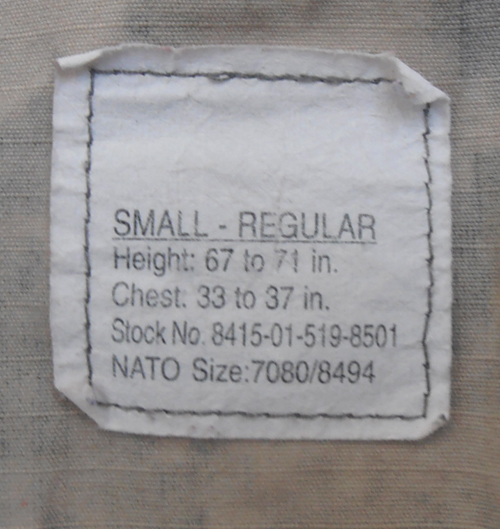 SMALL - REGULAR
Height: 67 to 71 in.
Chest: 33 to 37 in.
Stock No. 8415-01-519-8501
NATO Size:7080/8494